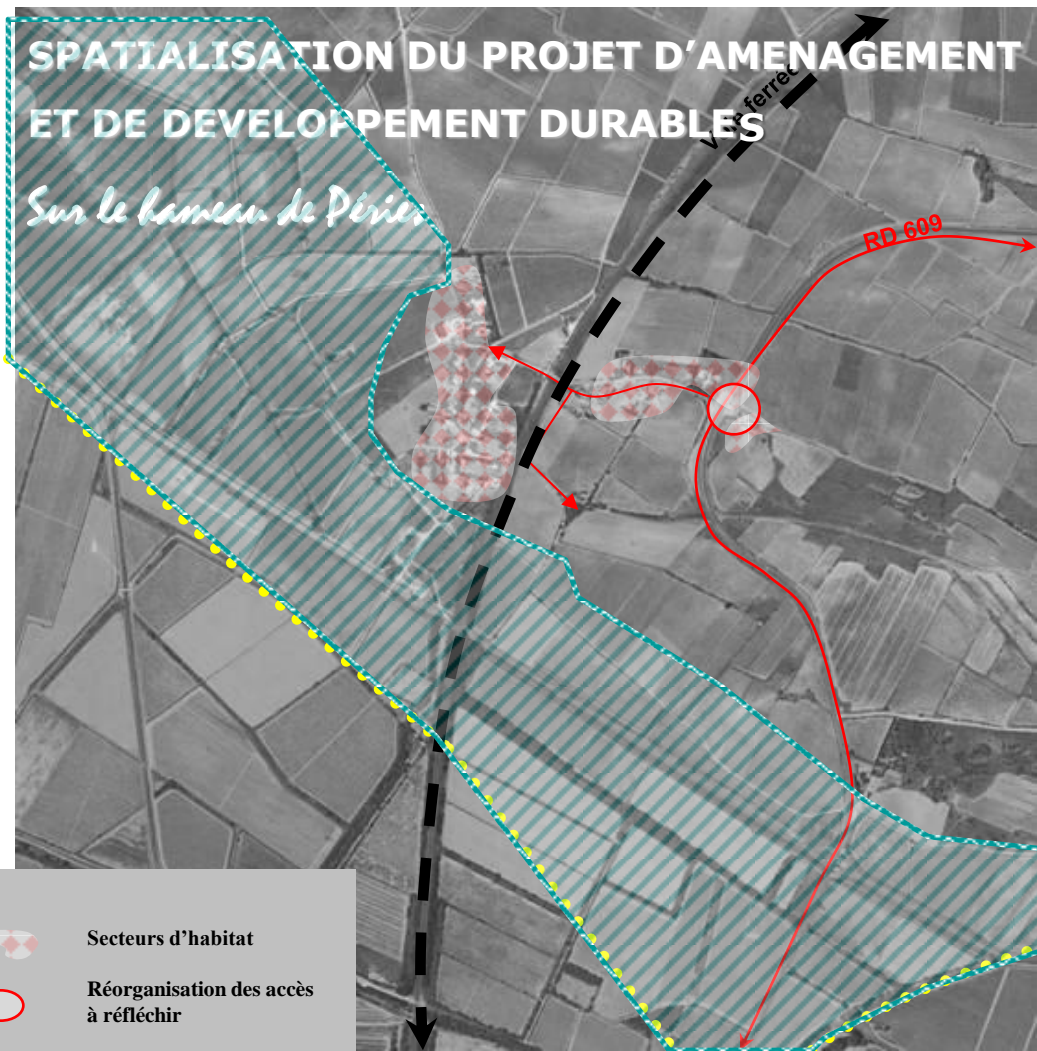 SPATIALISATION DU PROJET D’AMENAGEMENT
ET DE DEVELOPPEMENT DURABLES
Sur le hameau de Péries
Voie ferrée
RD 609
Secteurs d’habitat
Réorganisation des accès
à réfléchir